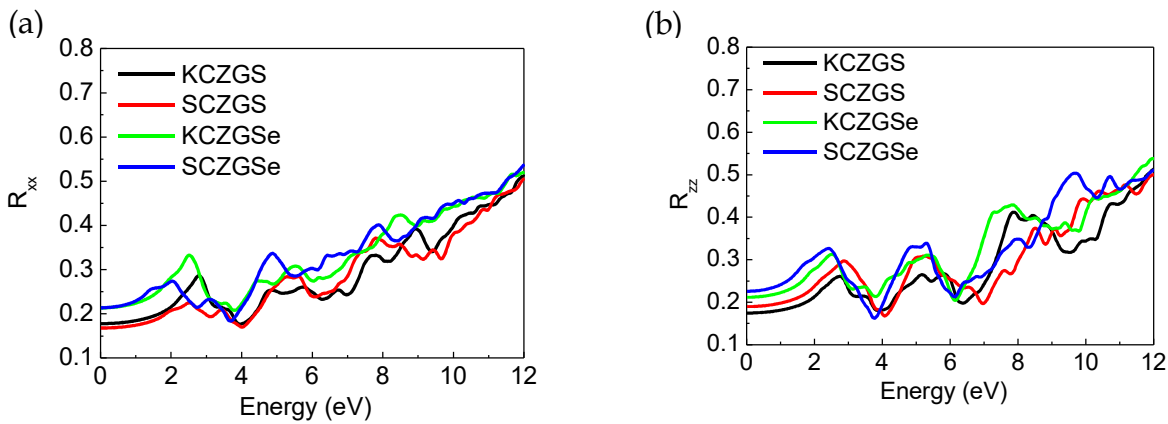 (a)
0.8
0.7
0.6
0.5
0.4
0.3
0.2
0.1
R_xx
KCZGS
SCZGS
KCZGSe
SCZGSe
0 2 4 6 8 10 12
Energy (eV)
(b)
0.8
0.7
0.6
0.5
0.4
0.3
0.2
0.1
R_zz
KCZGS
SCZGS
KCZGSe
SCZGSe
0 2 4 6 8 10 12
Energy (eV)